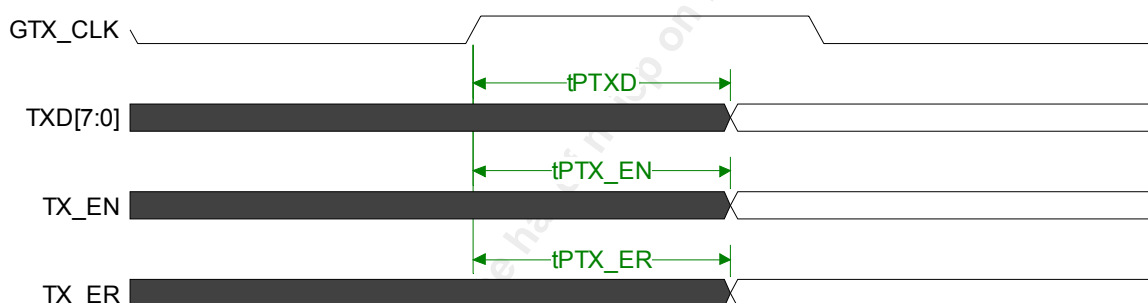 GTX_CLK
tPTXD
TXD[7:0]
tPTX_EN
TX_EN
tPTX_ER
TX_ER